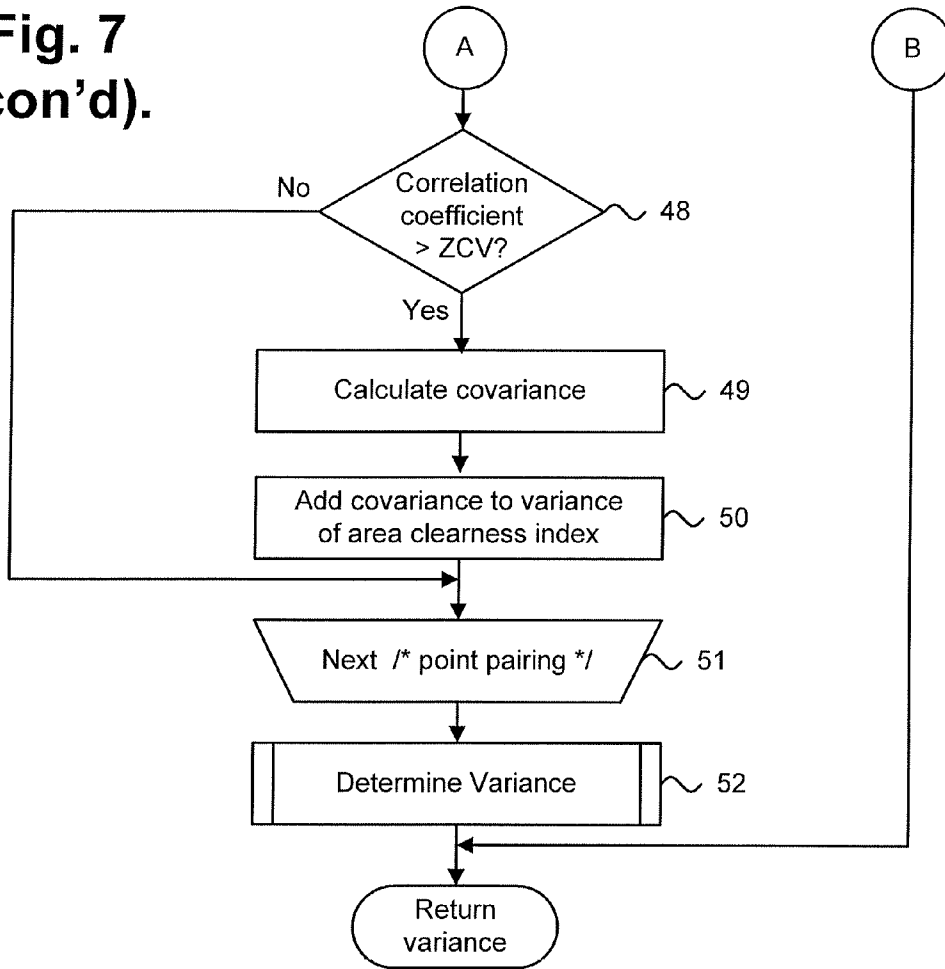 Fig. 7
con'd).
A
B
No
Correlation
coefficient
> ZCV?
48
Yes
Calculate covariance
49
Add covariance to variance
of area clearness index
50
Next /* point pairing */
51
Determine Variance
52
Return
variance